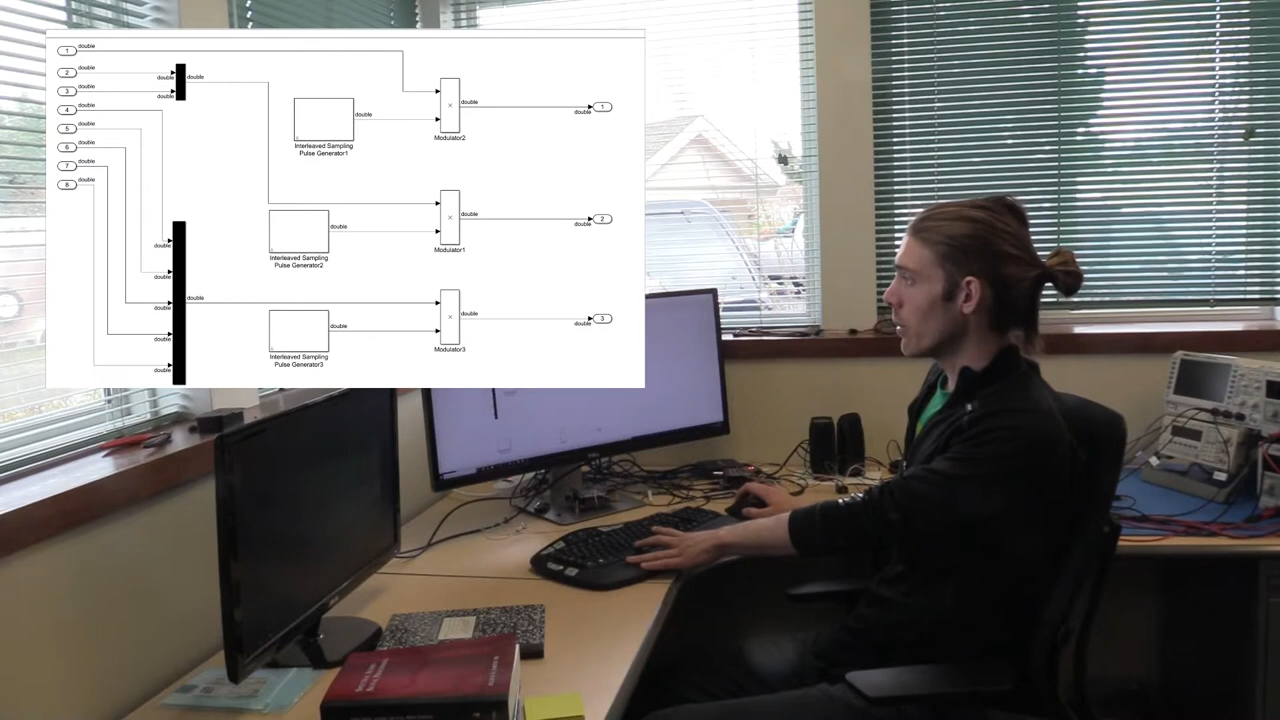 1 double
2 double
double
3 double
double
double
4 double
5 double
6 double
7 double
8 double
double
Interleaved Sampling
Pulse Generator1
×
double
Modulator2
1
double
double
Interleaved Sampling
Pulse Generator2
×
double
Modulator1
2
double
double
double
double
double
double
double
double
Interleaved Sampling
Pulse Generator3
×
double
Modulator3
3
double